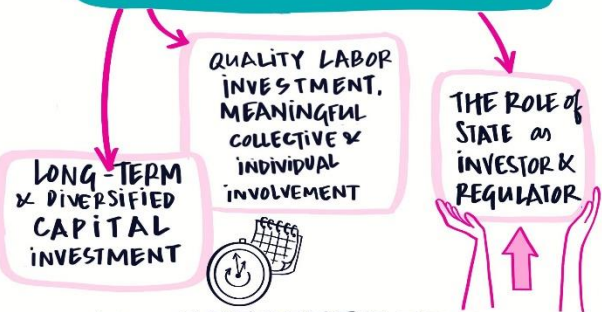 LONG-TERM
& DIVERSIFIED
CAPITAL
INVESTMENT
QUALITY LABOR
INVESTMENT,
MEANINGFUL
COLLECTIVE &
INDIVIDUAL
INVOLVEMENT
THE ROLE of
STATE as
INVESTOR &
REGULATOR